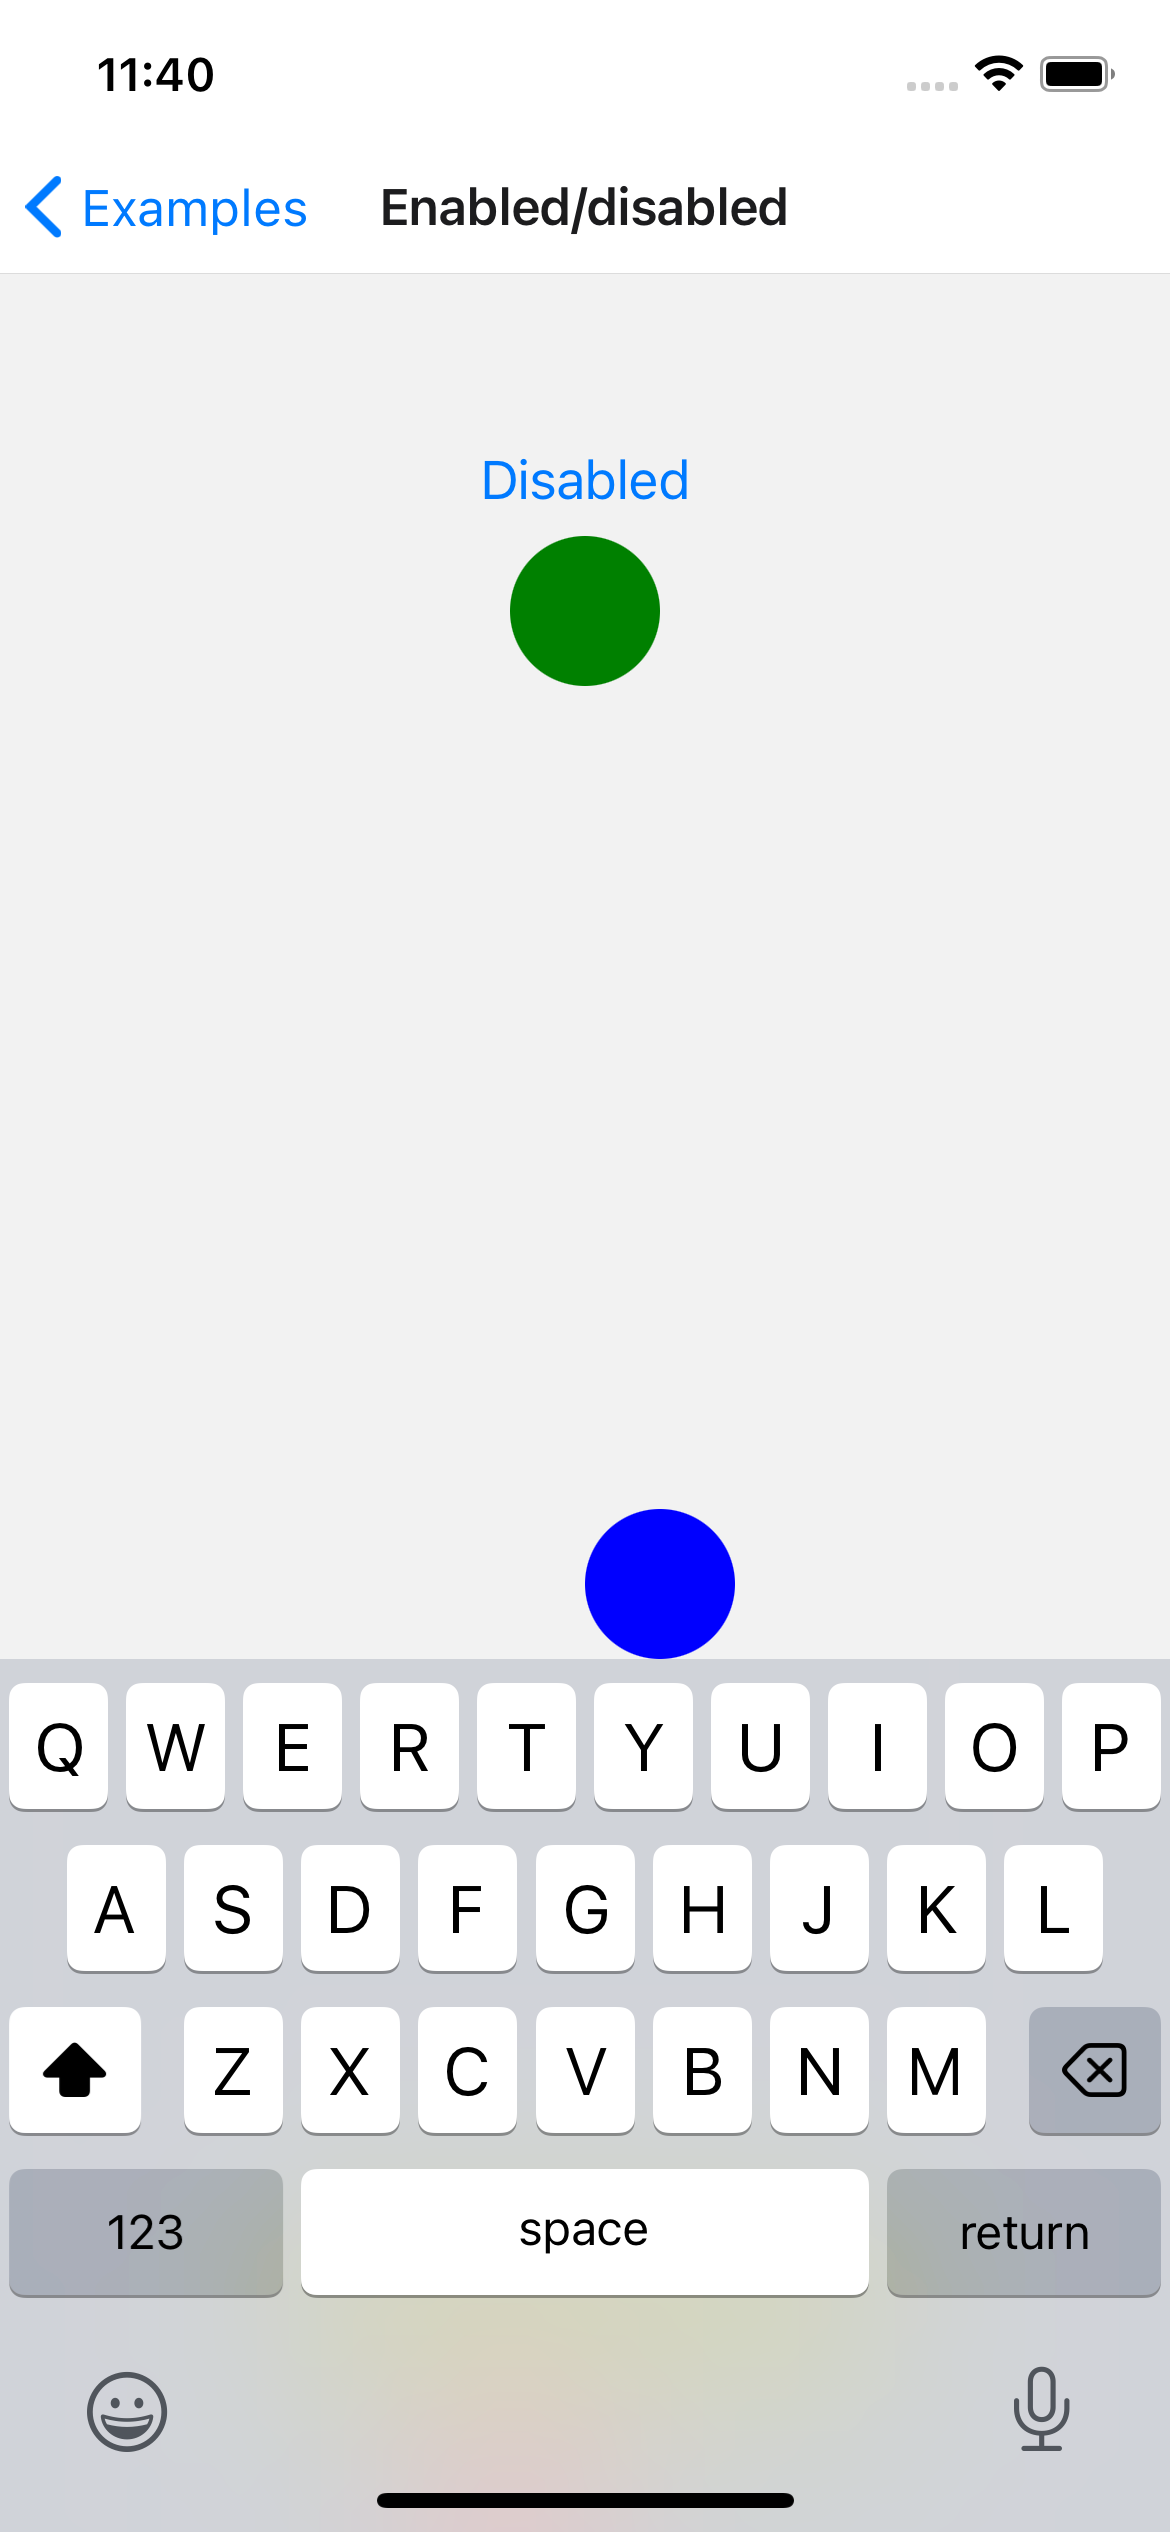 11:40
Examples Enabled/disabled
Disabled
Q W E R T Y U I O P
A S D F G H J K L
Z X C V B N M
123 space return